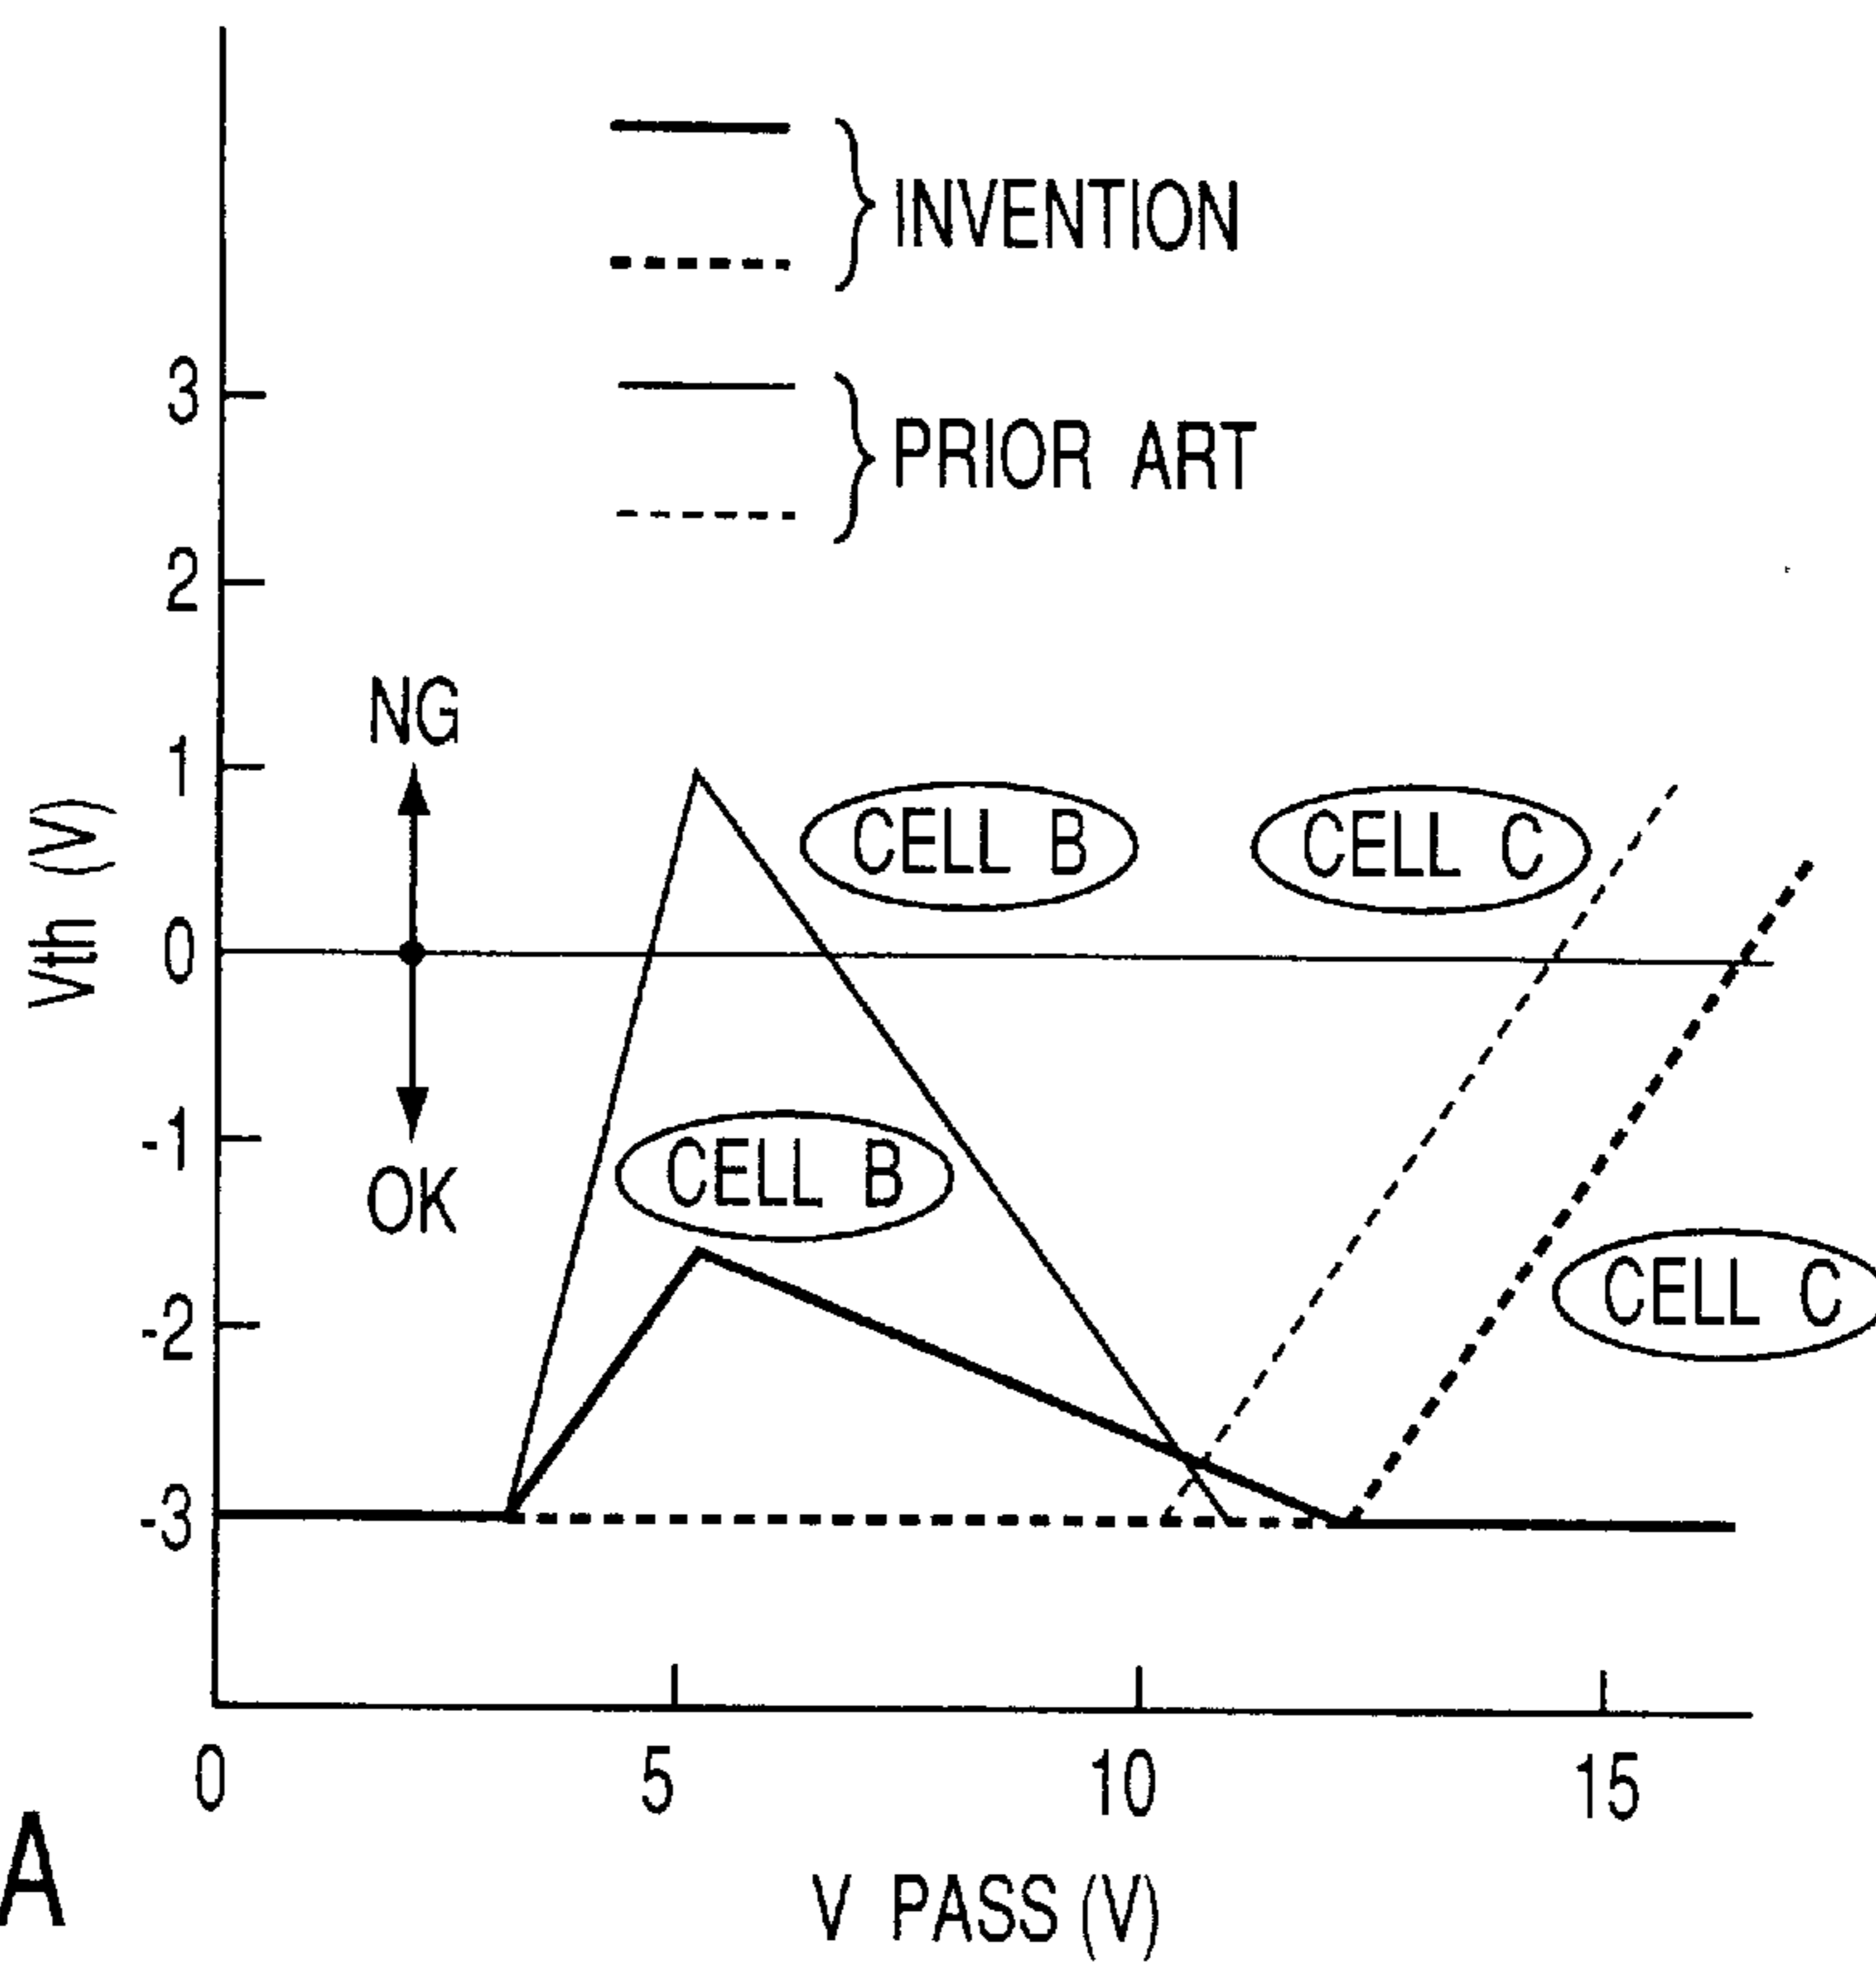 INVENTION
PRIOR ART
3
2
1
0
-1
-2
-3
Vth (V)
NG
OK
CELL B
CELL C
CELL B
CELL C
0
5
10
15
V PASS (V)
A